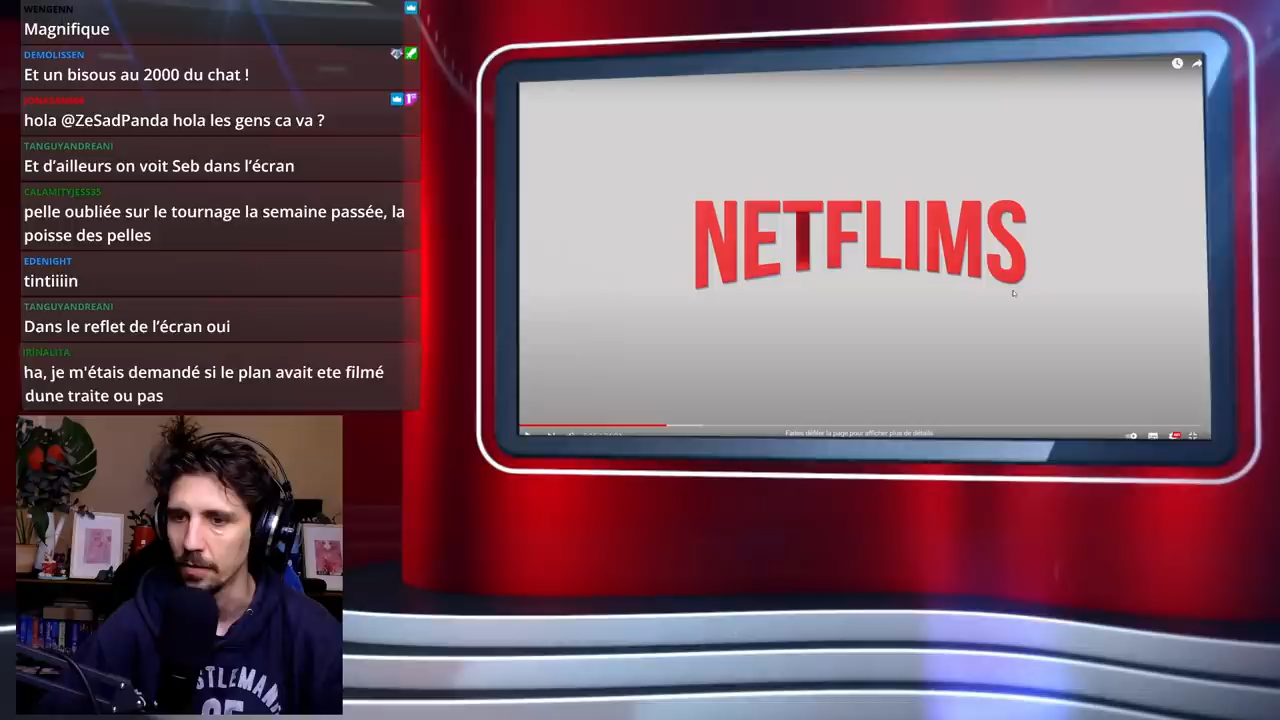 WENGENN
Magnifique
DEMOLISSEN
Et un bisous au 2000 du chat !
hola @ZeSadPanda hola les gens ca va ?
TANGUYANDREANI
Et d’ailleurs on voit Seb dans l’écran
CALAMITYJESS35
pelle oubliée sur le tournage la semaine passée, la
poisse des pelles
EDENIGHT
tintiiiin
TANGUYANDREANI
Dans le reflet de l’écran oui
IRINALITA
ha, je m'étais demandé si le plan avait ete filmé
dune traite ou pas
NETFLIMS
Faites défiler la page pour afficher plus de détails